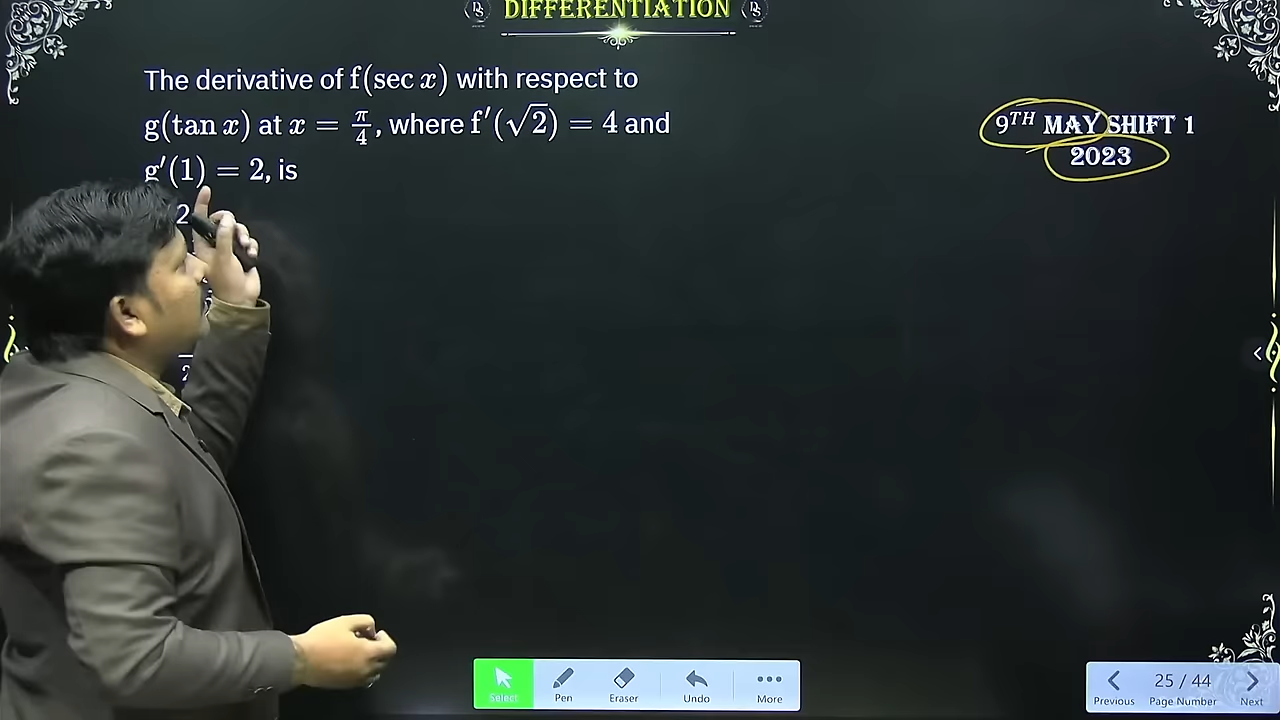 DIFFERENTIATION
The derivative of f(sec x) with respect to
g(tan x) at x = π/4, where f′(√2) = 4 and
g′(1) = 2, is
9TH MAY SHIFT 1
2023
2
Select
Pen
Eraser
Undo
More
25 / 44
Previous
Page Number
Next